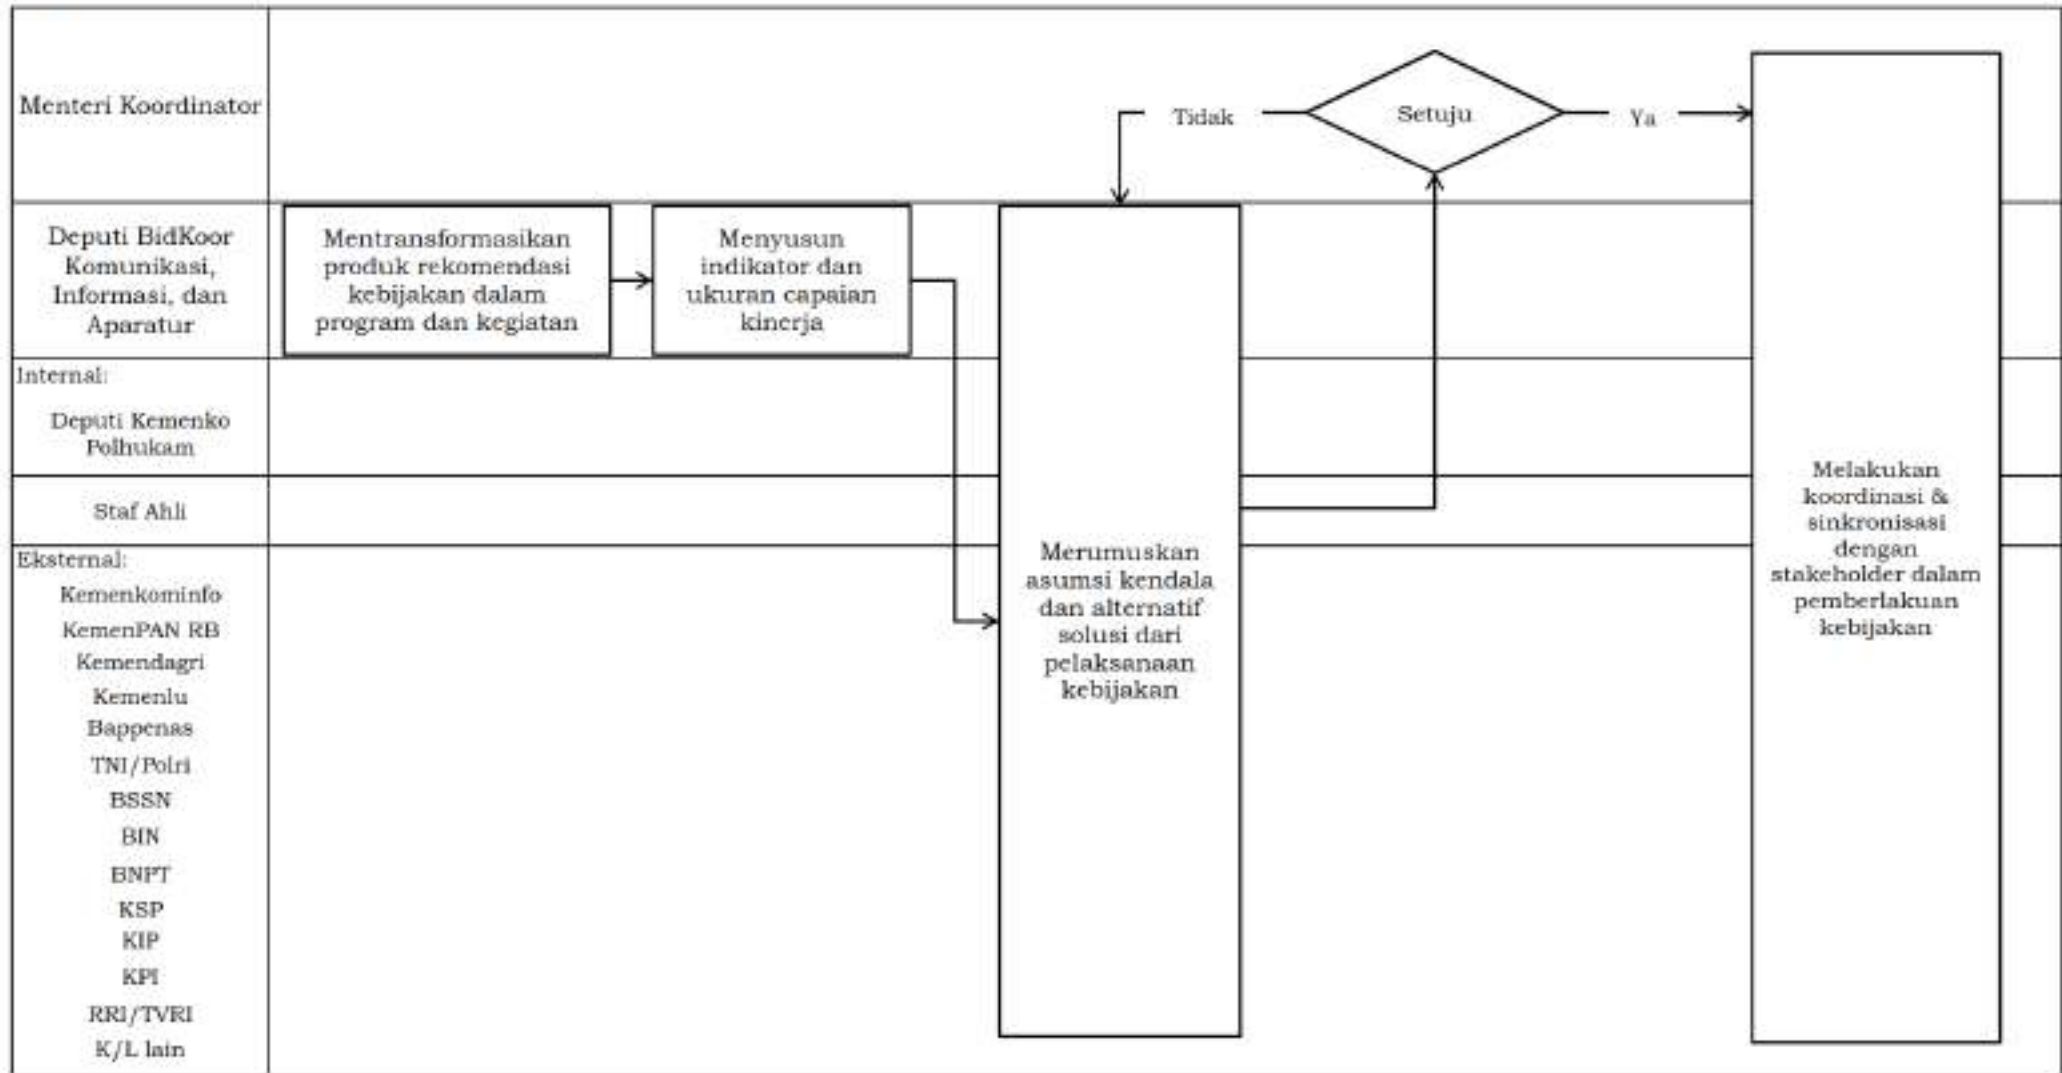 Menteri Koordinator
Tidak
Setuju
Ya
Deputi BidKoor
Komunikasi,
Informasi, dan
Aparatur
Mentransformasikan
produk rekomendasi
kebijakan dalam
program dan kegiatan
Menyusun
indikator dan
ukuran capaian
kinerja
Internal:
Deputi Kemenko
Polhukam
Staf Ahli
Eksternal:
Kemenkominfo
KemenPAN RB
Kemendagri
Kemenlu
Bappenas
TNI/Polri
BSSN
BIN
BNPT
KSP
KIP
KPI
RRI/TVRI
K/L lain
Merumuskan
asumsi kendala
dan alternatif
solusi dari
pelaksanaan
kebijakan
Melakukan
koordinasi &
sinkronisasi
dengan
stakeholder dalam
pemberlakuan
kebijakan